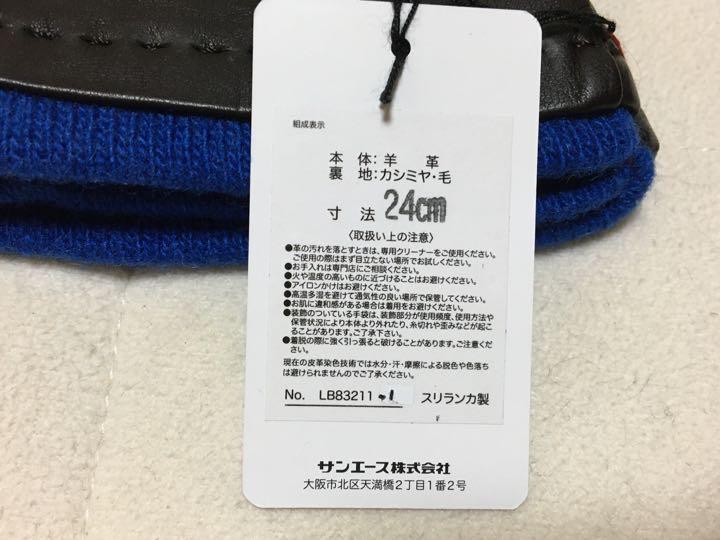 組成表示
本 体：羊 革
裏 地：カシミヤ・毛
寸 法 24cm
〈取扱い上の注意〉
●革の汚れを落とすときは、専用クリーナーをご使用ください。
ご使用の際はまず目立たない場所でお試しください。
●お手入れは専門店にご相談ください。
●火や温度の高いものに近づけることはお避けください。
●アイロンかけはお避けください。
●高温多湿を避けて通気性の良い場所で保管してください。
●お肌に違和感がある場合は着用をお避けください。
●装飾のついている手袋は、装飾部分が使用頻度、使用方法や
保管状況により本体より外れたり、糸切れや歪みなどが起こ
ることがあります。ご了承下さい。
●着脱の際に強く引っ張ると破けることがあります。ご注意くだ
さい。
現在の皮革染色技術では水分・汗・摩擦による脱色や色落ち
は避けられませんのでご了承ください。
No. LB83211 -1 スリランカ製
サンエース株式会社
大阪市北区天満橋2丁目1番2号